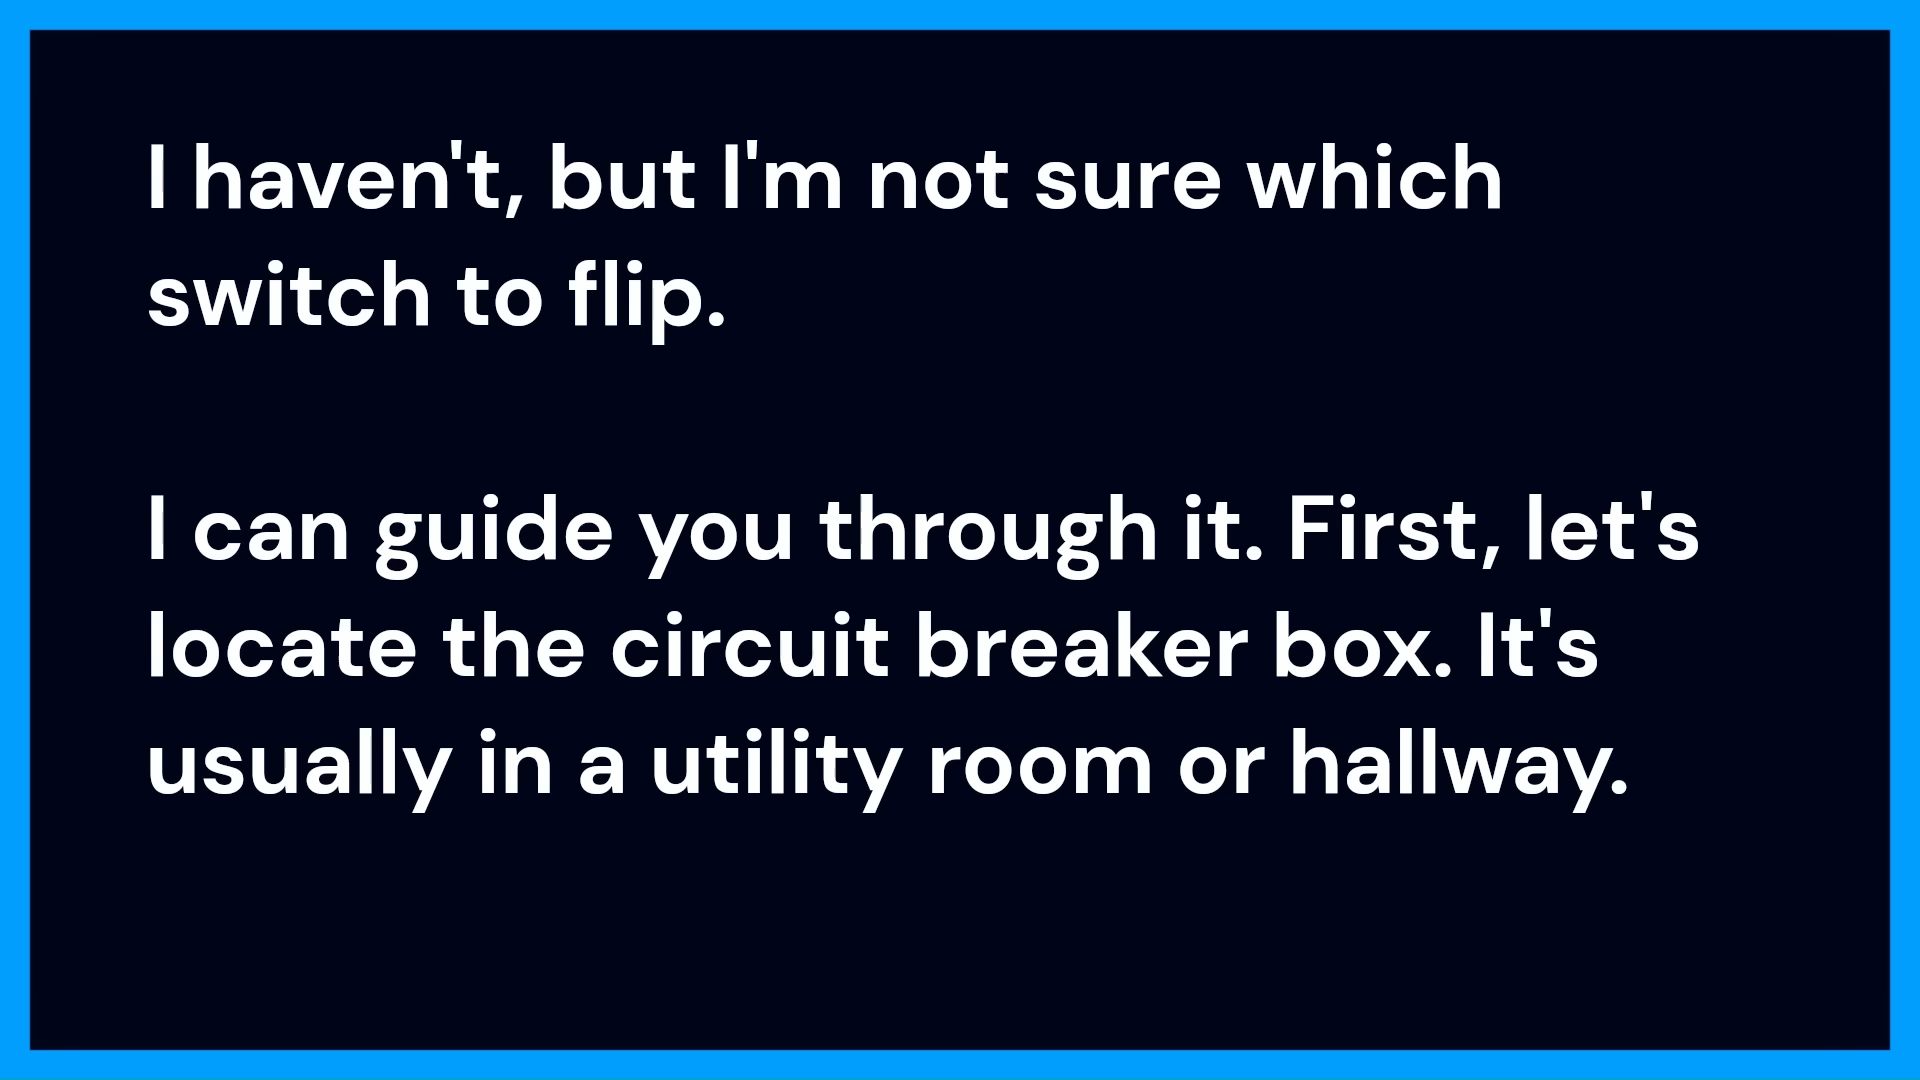 I haven't, but I'm not sure which
switch to flip.
I can guide you through it. First, let's
locate the circuit breaker box. It's
usually in a utility room or hallway.